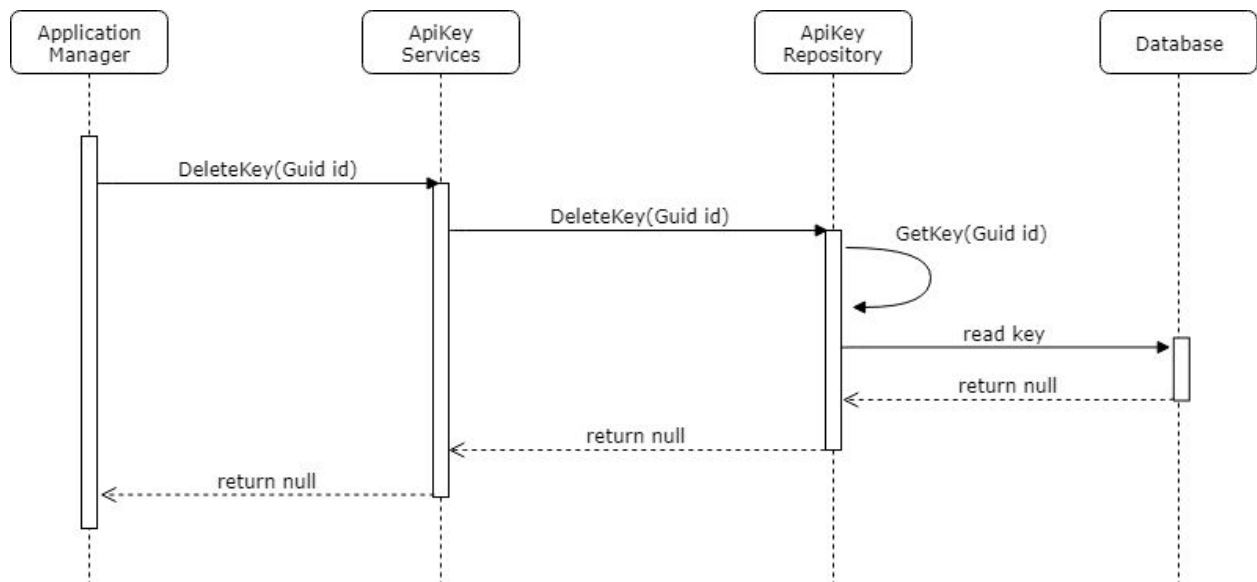 Application
Manager
ApiKey
Services
ApiKey
Repository
Database
DeleteKey(Guid id)
DeleteKey(Guid id)
GetKey(Guid id)
read key
return null
return null
return null